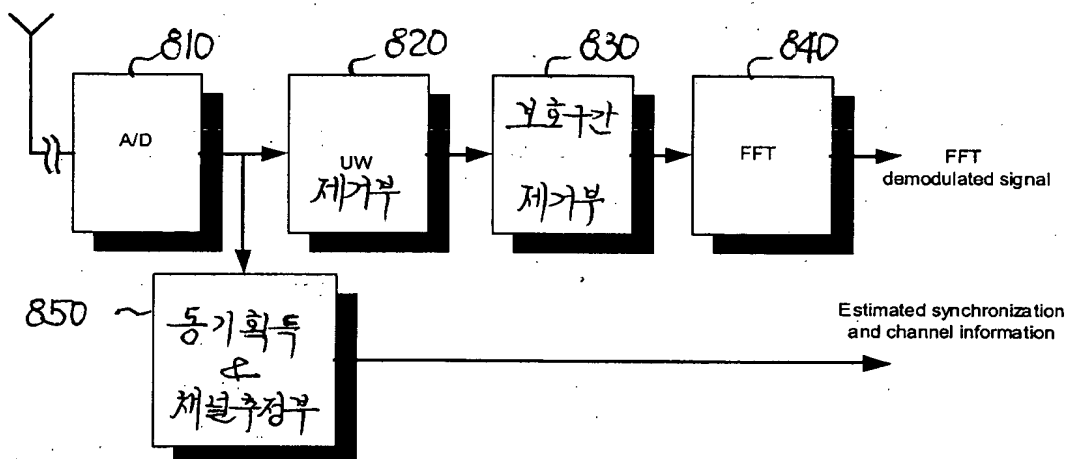 810
820
830
840
A/D
UW
제거부
보호구간
제거부
FFT
FFT
demodulated signal
850
동기획득
&
채널추정부
Estimated synchronization
and channel information